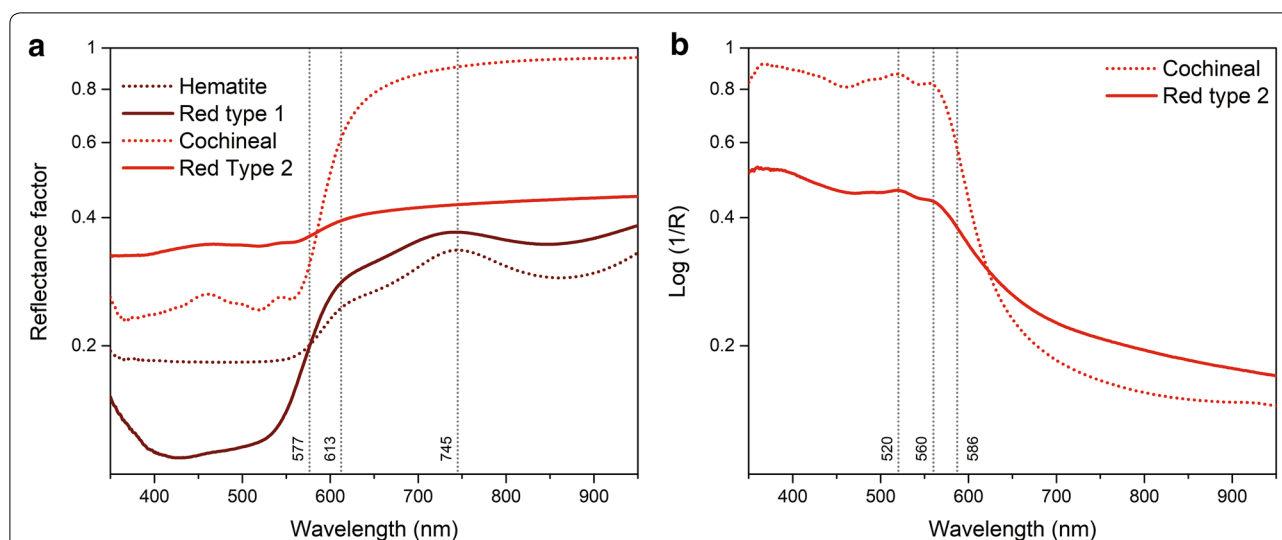 a
1
0.8
0.6
0.4
0.2
Reflectance factor
Hematite
Red type 1
Cochineal
Red Type 2
577
613
745
400 500 600 700 800 900
Wavelength (nm)
b
1
0.8
0.6
0.4
0.2
Log (1/R)
Cochineal
Red type 2
520
560
586
400 500 600 700 800 900
Wavelength (nm)